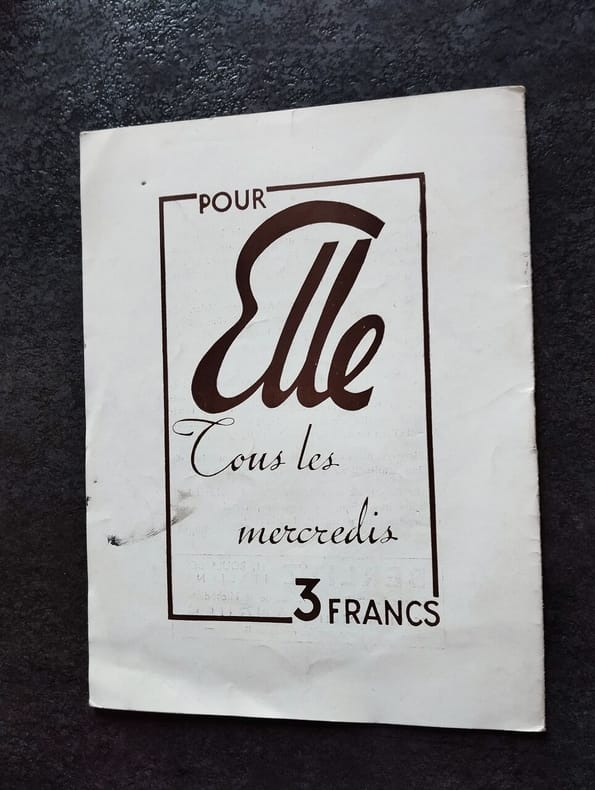 POUR
Elle
Tous les
mercredis
3 FRANCS